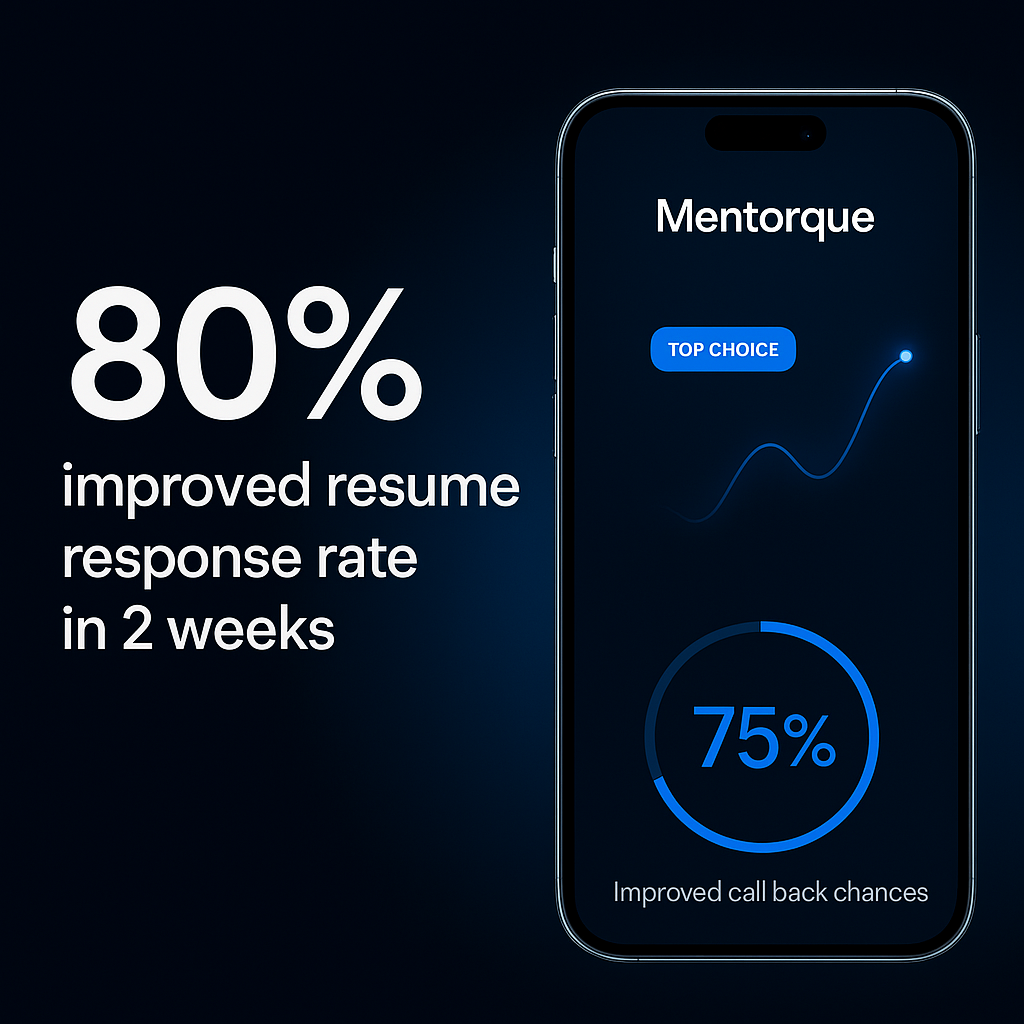 80%
improved resume
response rate
in 2 weeks
Mentorque
TOP CHOICE
75%
Improved call back chances